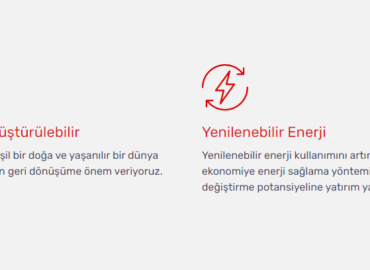 üştürülebilir
şil bir doğa ve yaşanılır bir dünya
n geri dönüşüme önem veriyoruz.
Yenilenebilir Enerji
Yenilenebilir enerji kullanımını artır
ekonomiye enerji sağlama yöntemi
değiştirme potansiyeline yatırım ya